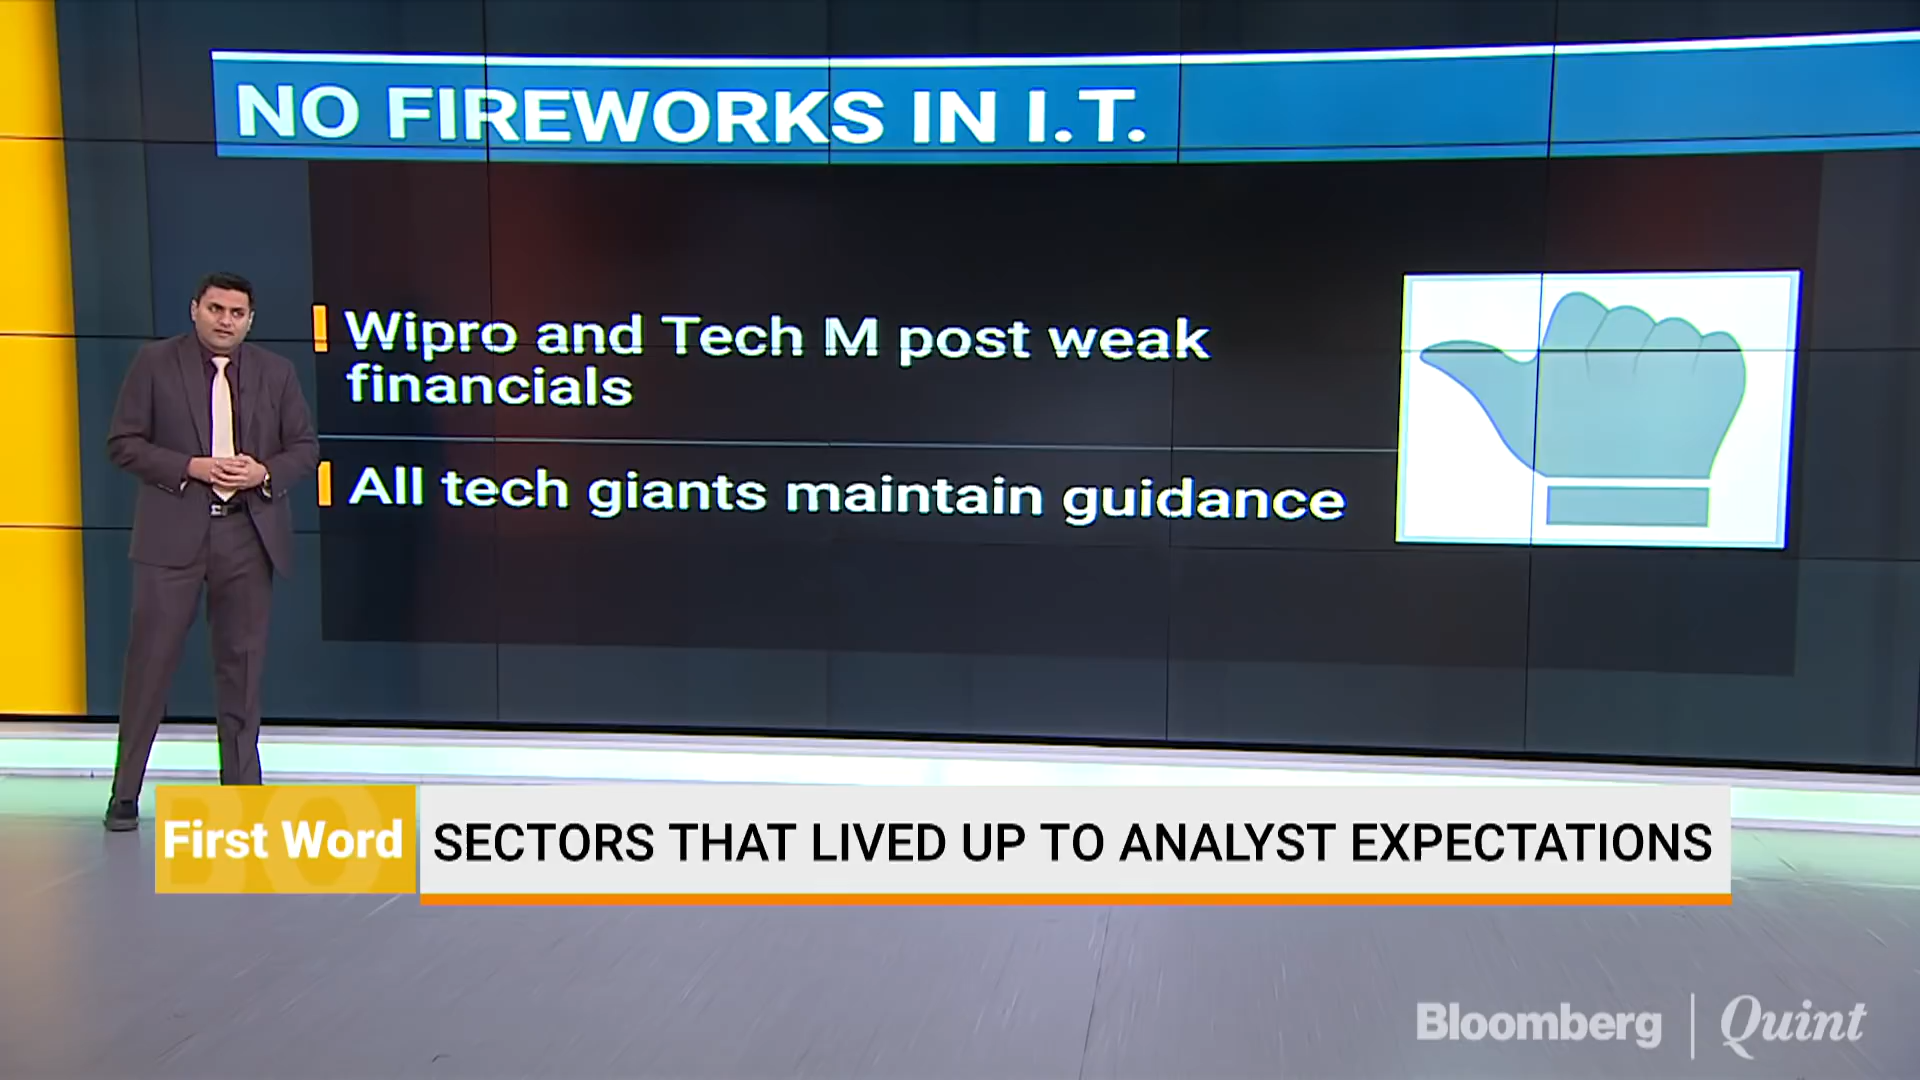 NO FIREWORKS IN I.T.
Wipro and Tech M post weak
financials
All tech giants maintain guidance
First Word
SECTORS THAT LIVED UP TO ANALYST EXPECTATIONS
Bloomberg | Quint